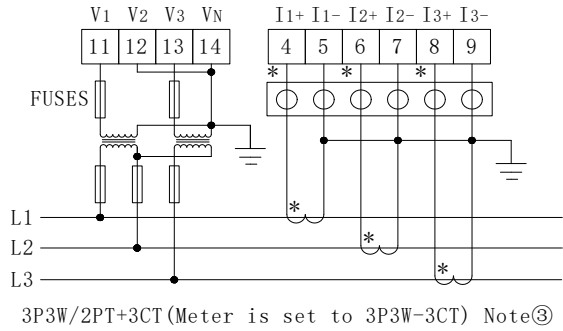 V1 V2 V3 VN I1+ I1- I2+ I2- I3+ I3-
11 12 13 14 4 5 6 7 8 9
* * *
FUSES
*
L1
*
L2
*
L3
3P3W/2PT+3CT(Meter is set to 3P3W-3CT) Note③